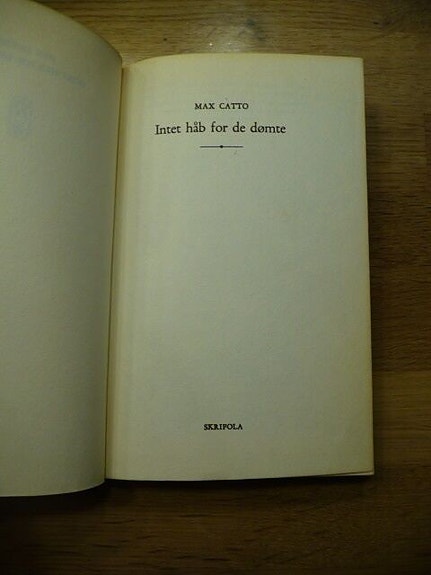 MAX CATTO
Intet håb for de dømte
SKRIFOLA